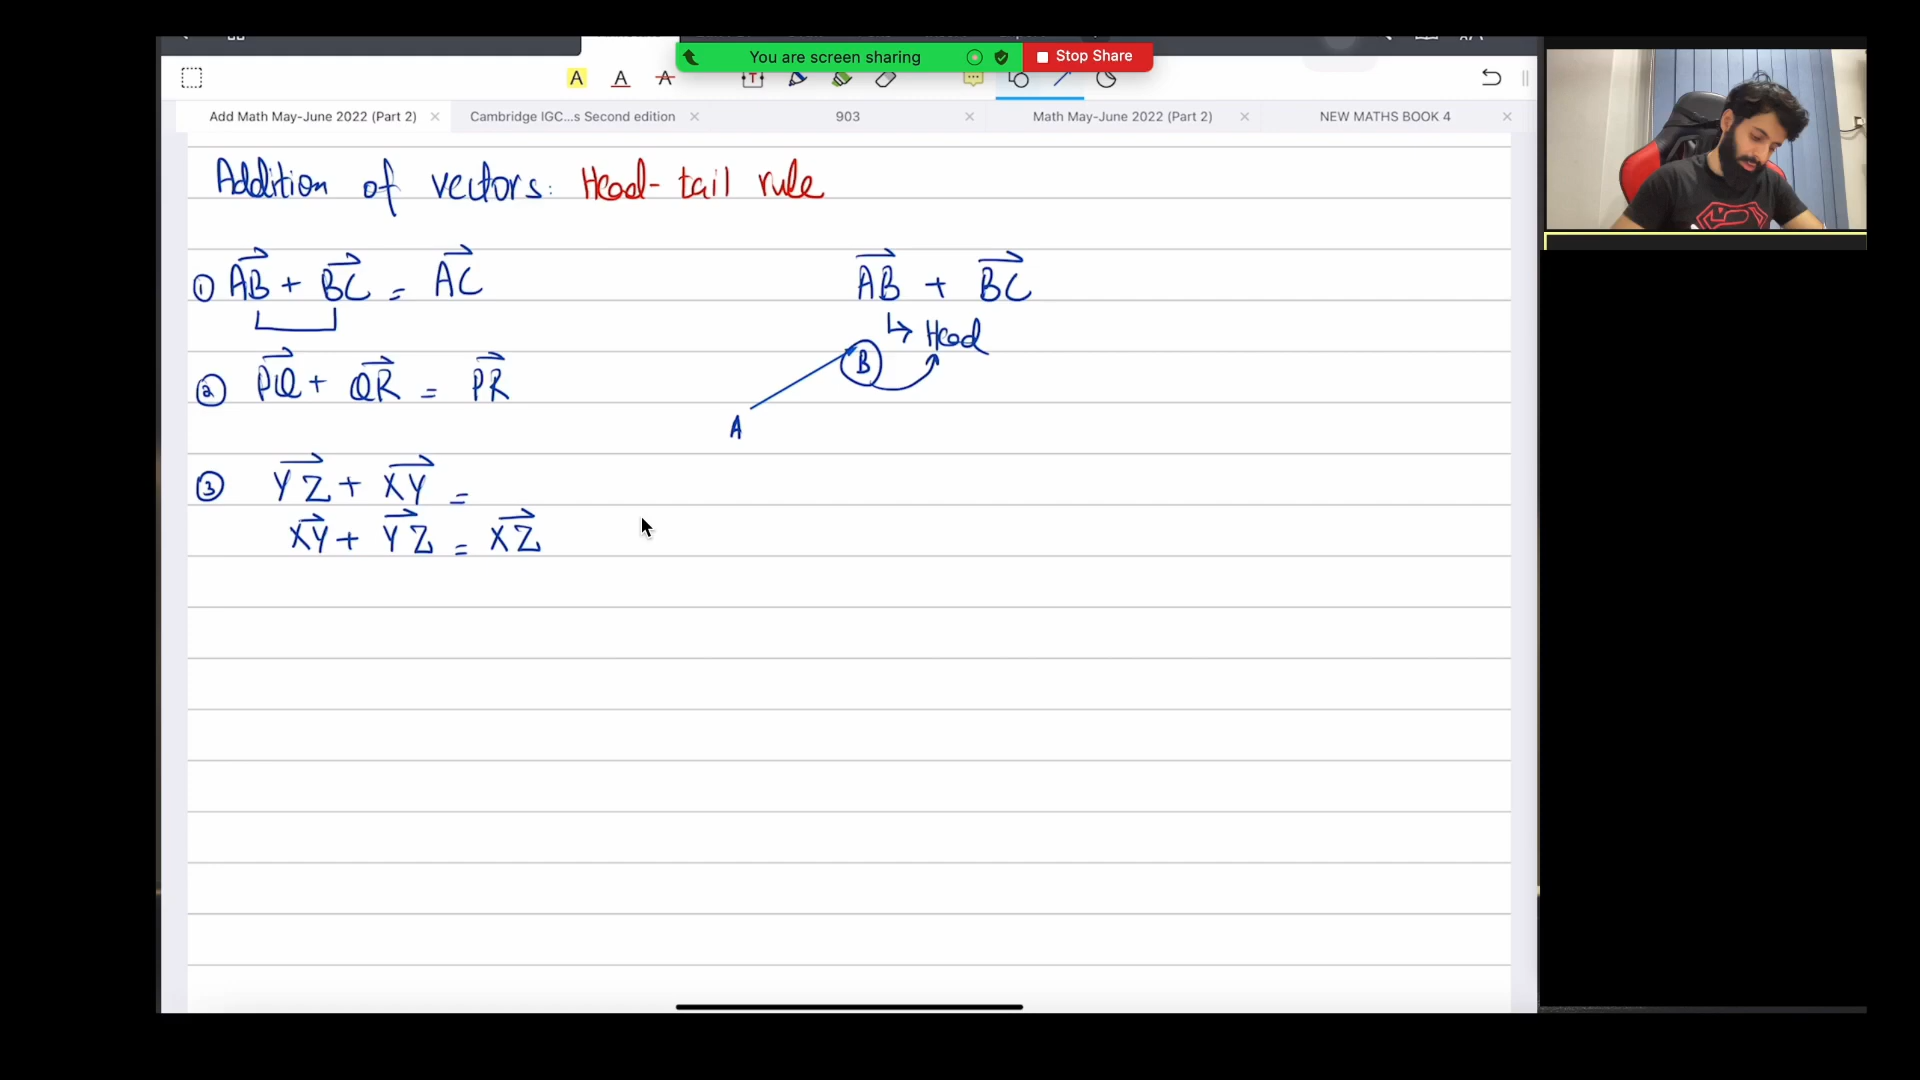 You are screen sharing
Stop Share
A A A T
Add Math May-June 2022 (Part 2) × Cambridge IGC...s Second edition × 903 × Math May-June 2022 (Part 2) × NEW MATHS BOOK 4 ×
Addition of vectors: Head-tail rule
① AB⃗ + BC⃗ = AC⃗
② PQ⃗ + QR⃗ = PR⃗
③ YZ⃗ + XY⃗ =
XY⃗ + YZ⃗ = XZ⃗
AB⃗ + BC⃗
↳ Head
B
A